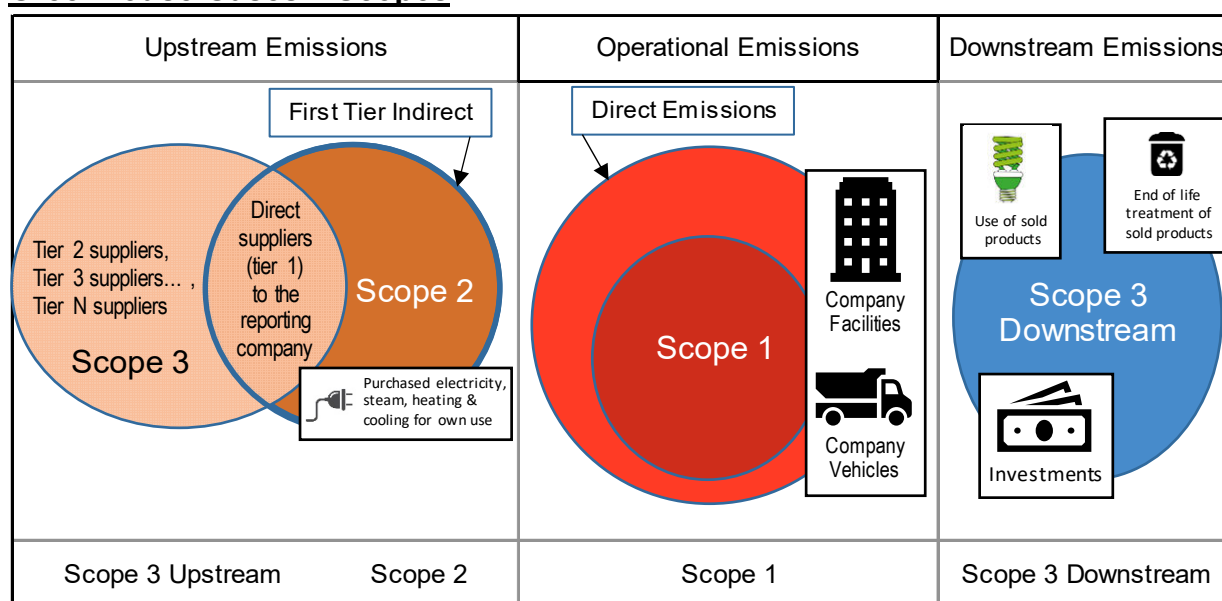 Upstream Emissions
Operational Emissions
Downstream Emissions
First Tier Indirect
Direct Emissions
Tier 2 suppliers,
Tier 3 suppliers... ,
Tier N suppliers
Scope 3
Direct
suppliers
(tier 1)
to the
reporting
company
Scope 2
Purchased electricity,
steam, heating &
cooling for own use
Scope 1
Company
Facilities
Company
Vehicles
Use of sold
products
End of life
treatment of
sold products
Scope 3
Downstream
Investments
Scope 3 Upstream
Scope 2
Scope 1
Scope 3 Downstream